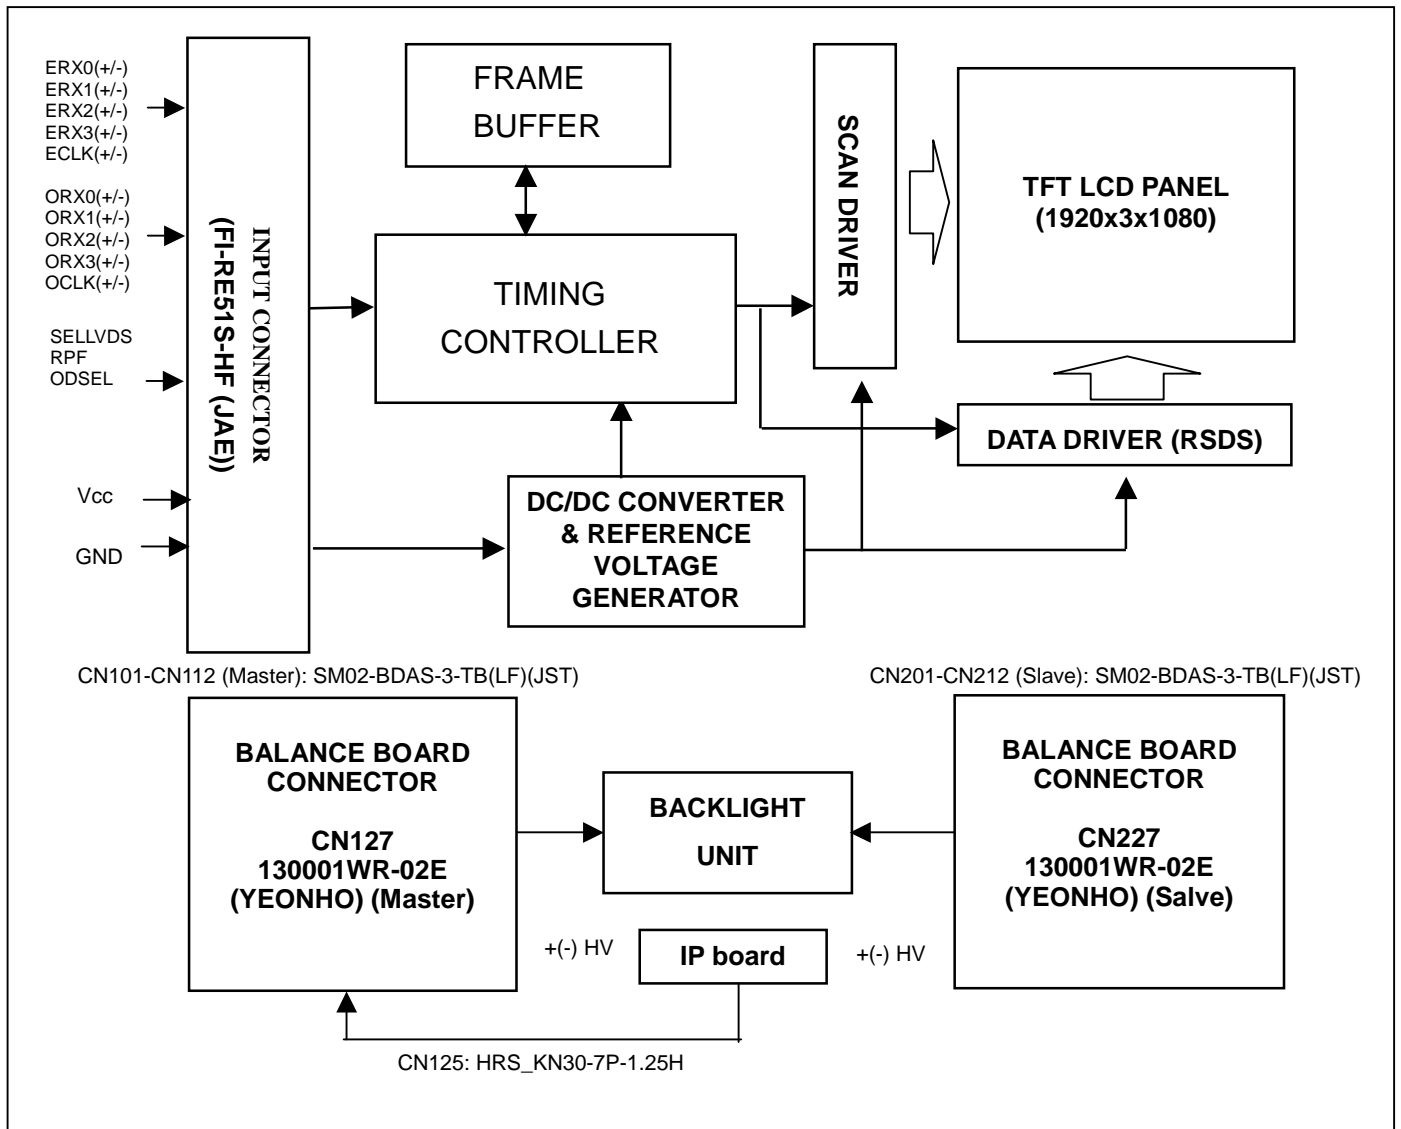 ERX0(+/-)
ERX1(+/-)
ERX2(+/-)
ERX3(+/-)
ECLK(+/-)
ORX0(+/-)
ORX1(+/-)
ORX2(+/-)
ORX3(+/-)
OCLK(+/-)
SELLVDS
RPF
ODSEL
Vcc
GND
INPUT CONNECTOR
(FI-RE51S-HF (JAE))
FRAME
BUFFER
TIMING
CONTROLLER
SCAN DRIVER
TFT LCD PANEL
(1920x3x1080)
DATA DRIVER (RSDS)
DC/DC CONVERTER
& REFERENCE
VOLTAGE
GENERATOR
CN101-CN112 (Master): SM02-BDAS-3-TB(LF)(JST)
CN201-CN212 (Slave): SM02-BDAS-3-TB(LF)(JST)
BALANCE BOARD
CONNECTOR
CN127
130001WR-02E
(YEONHO) (Master)
BACKLIGHT
UNIT
BALANCE BOARD
CONNECTOR
CN227
130001WR-02E
(YEONHO) (Salve)
+(-) HV
IP board
+(-) HV
CN125: HRS_KN30-7P-1.25H